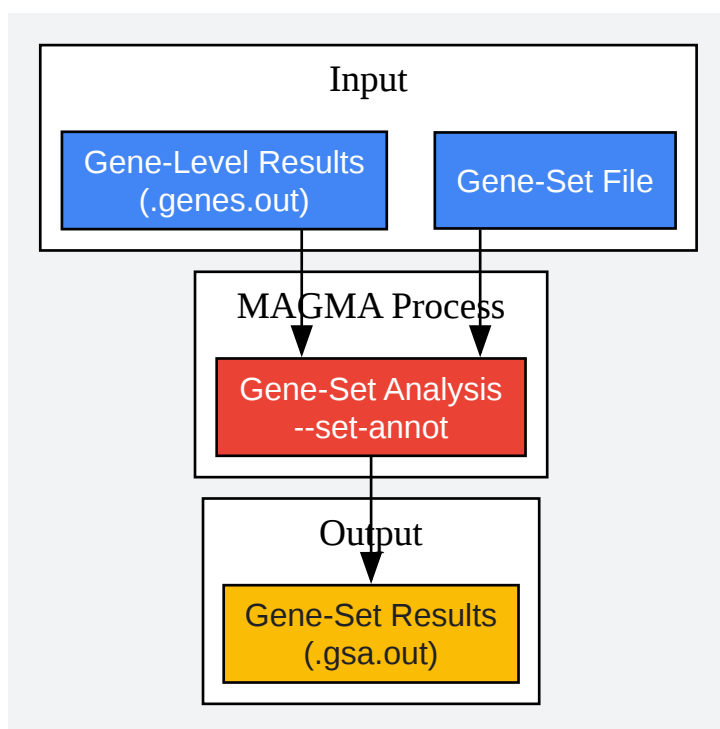 Input
Gene-Level Results
(.genes.out)
Gene-Set File
MAGMA Process
Gene-Set Analysis
--set-annot
Output
Gene-Set Results
(.gsa.out)